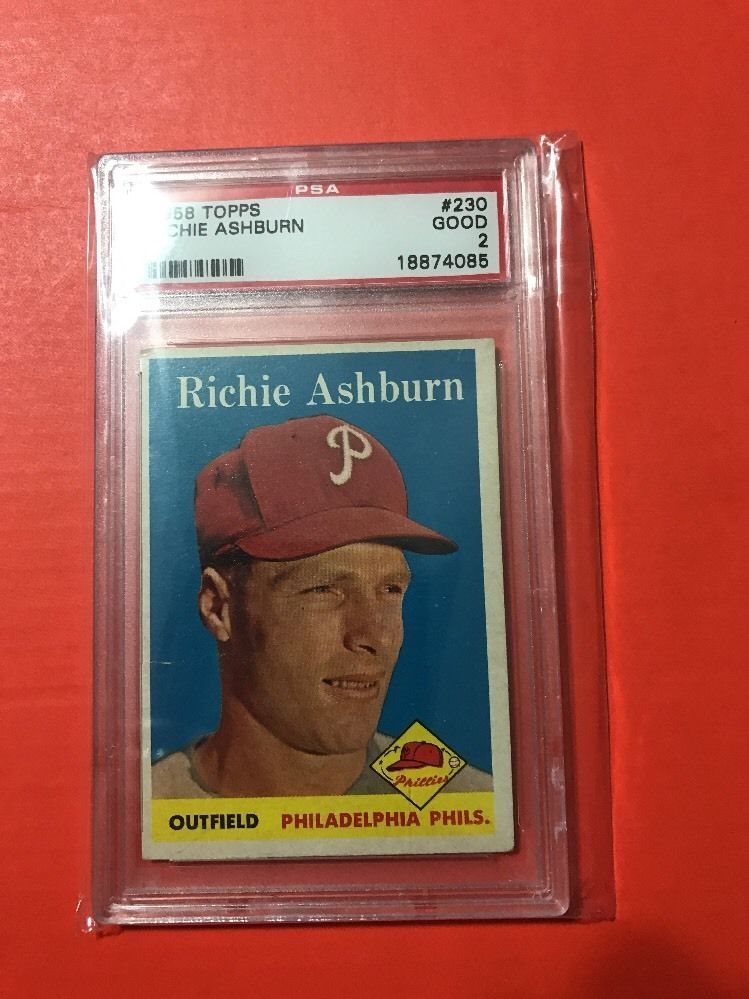 PSA
58 TOPPS #230
CHIE ASHBURN GOOD
2
18874085
Richie Ashburn
P
Phillies
OUTFIELD PHILADELPHIA PHILS.